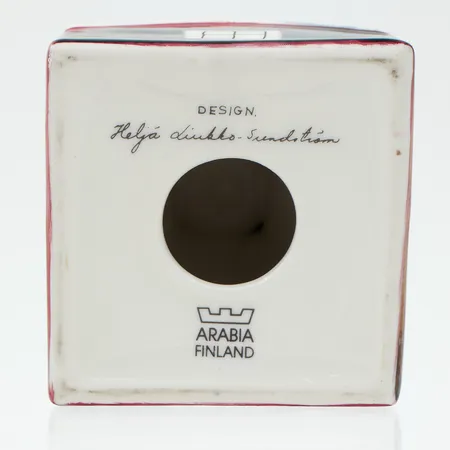 DESIGN.
Heljä Liukko-Sundström
ARABIA
FINLAND